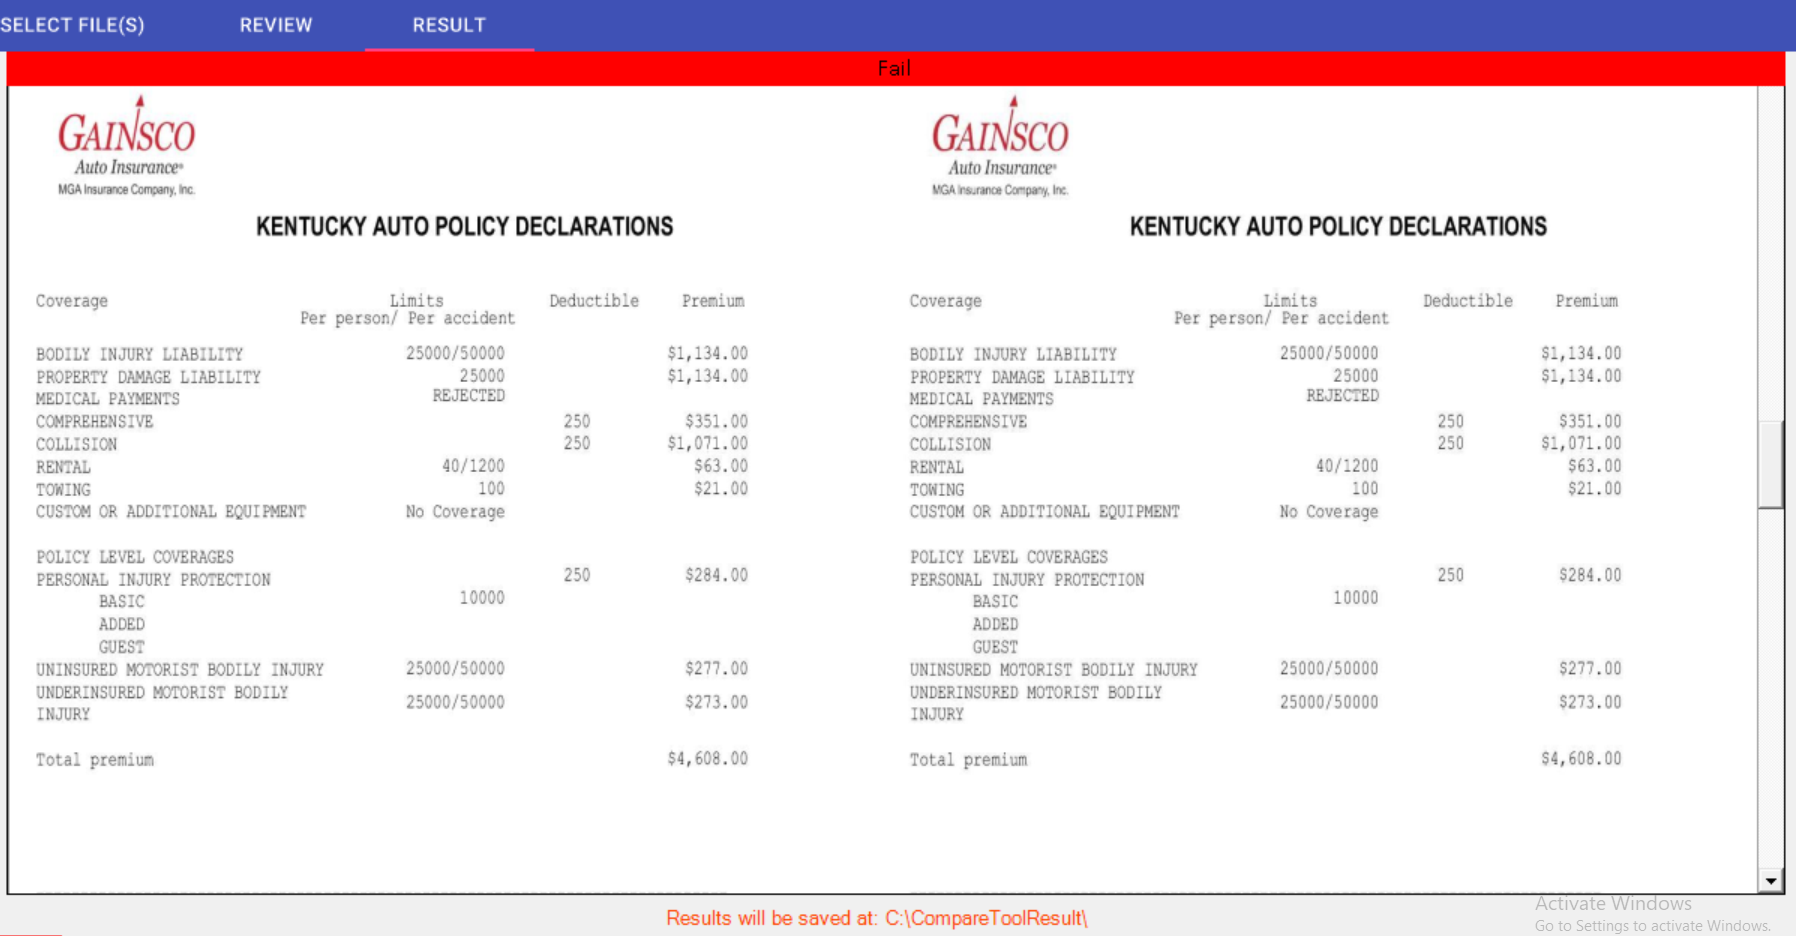 SELECT FILE(S) REVIEW RESULT
Fail
GAINSCO
Auto Insurance®
MGA Insurance Company, Inc.
KENTUCKY AUTO POLICY DECLARATIONS
Coverage Limits Deductible Premium
Per person/ Per accident
BODILY INJURY LIABILITY 25000/50000 $1,134.00
PROPERTY DAMAGE LIABILITY 25000 $1,134.00
MEDICAL PAYMENTS REJECTED
COMPREHENSIVE 250 $351.00
COLLISION 250 $1,071.00
RENTAL 40/1200 $63.00
TOWING 100 $21.00
CUSTOM OR ADDITIONAL EQUIPMENT No Coverage
POLICY LEVEL COVERAGES
PERSONAL INJURY PROTECTION 250 $284.00
BASIC 10000
ADDED
GUEST
UNINSURED MOTORIST BODILY INJURY 25000/50000 $277.00
UNDERINSURED MOTORIST BODILY
INJURY 25000/50000 $273.00
Total premium $4,608.00
GAINSCO
Auto Insurance®
MGA Insurance Company, Inc.
KENTUCKY AUTO POLICY DECLARATIONS
Coverage Limits Deductible Premium
Per person/ Per accident
BODILY INJURY LIABILITY 25000/50000 $1,134.00
PROPERTY DAMAGE LIABILITY 25000 $1,134.00
MEDICAL PAYMENTS REJECTED
COMPREHENSIVE 250 $351.00
COLLISION 250 $1,071.00
RENTAL 40/1200 $63.00
TOWING 100 $21.00
CUSTOM OR ADDITIONAL EQUIPMENT No Coverage
POLICY LEVEL COVERAGES
PERSONAL INJURY PROTECTION 250 $284.00
BASIC 10000
ADDED
GUEST
UNINSURED MOTORIST BODILY INJURY 25000/50000 $277.00
UNDERINSURED MOTORIST BODILY
INJURY 25000/50000 $273.00
Total premium $4,608.00
Results will be saved at: C:\CompareToolResult\
Activate Windows
Go to Settings to activate Windows.